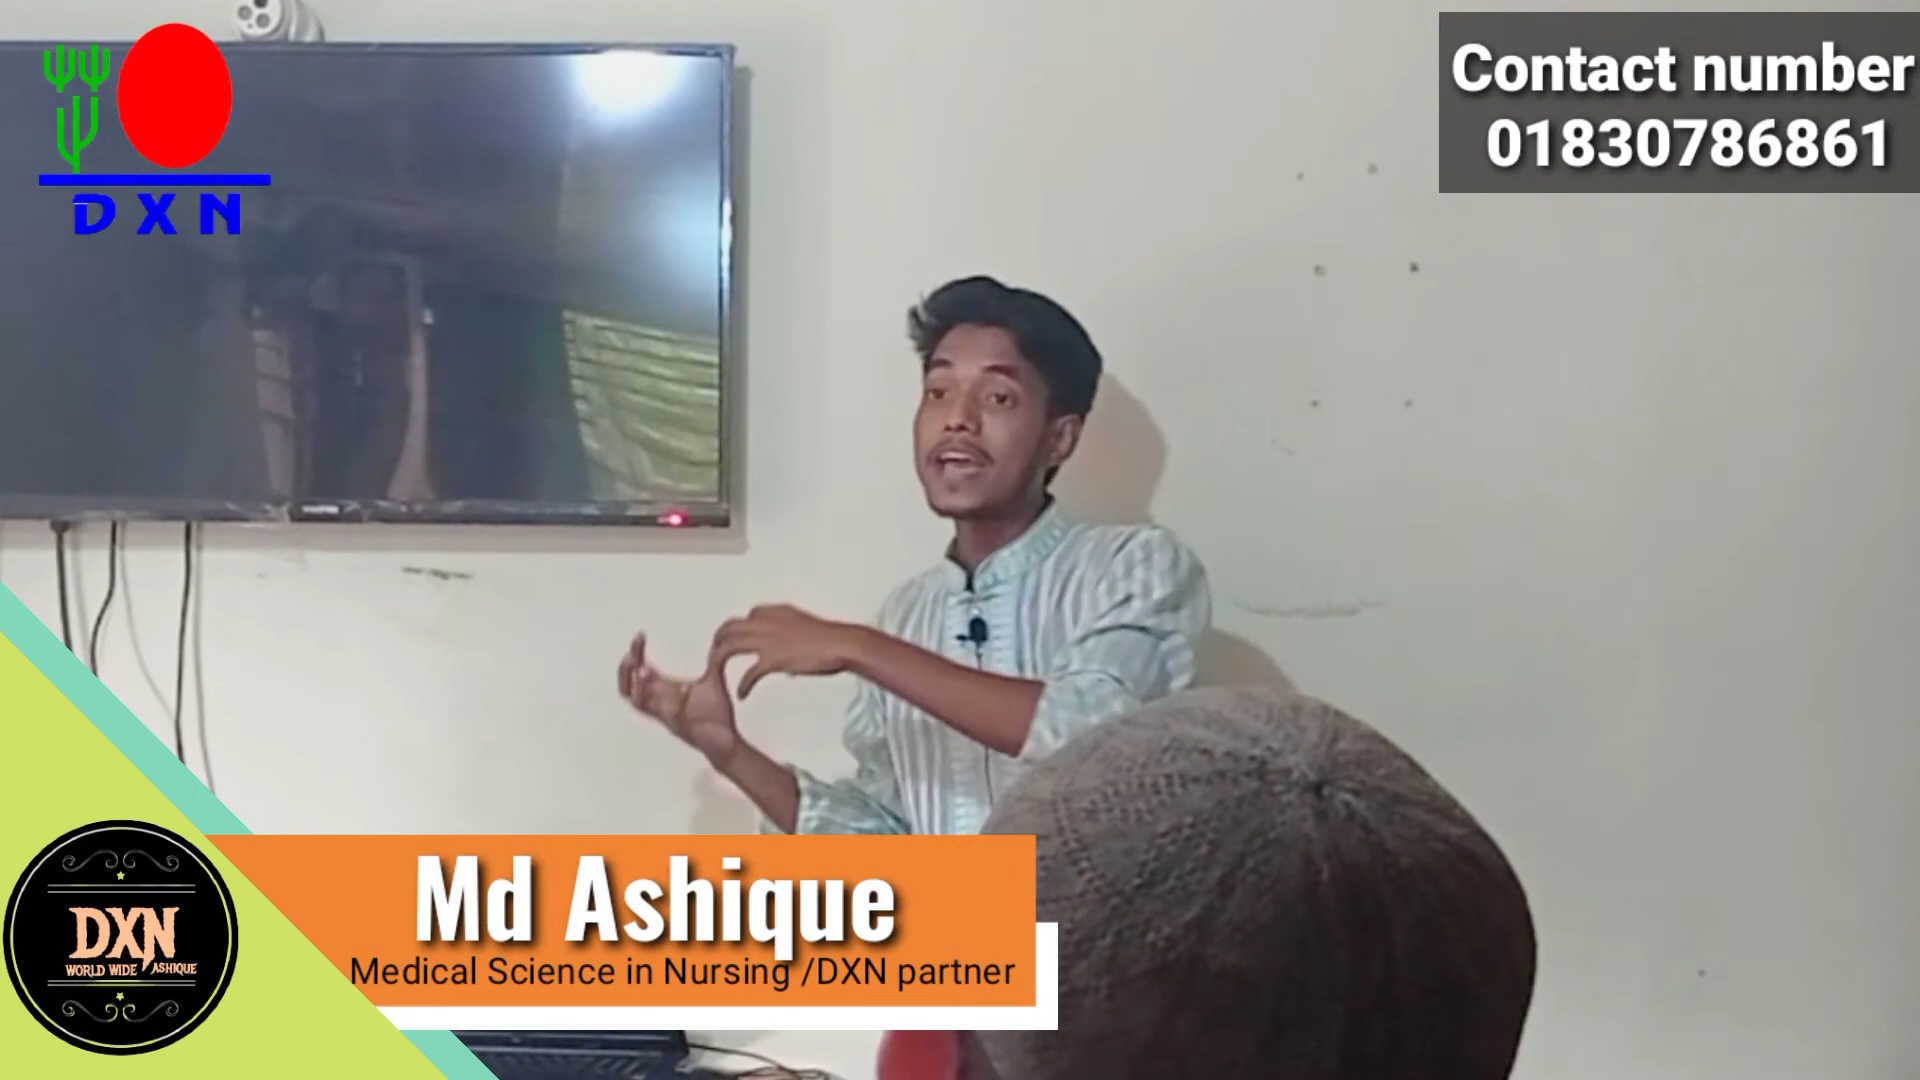 DXN
Contact number
01830786861
Md Ashique
Medical Science in Nursing /DXN partner
DXN
WORLD WIDE ASHIQUE